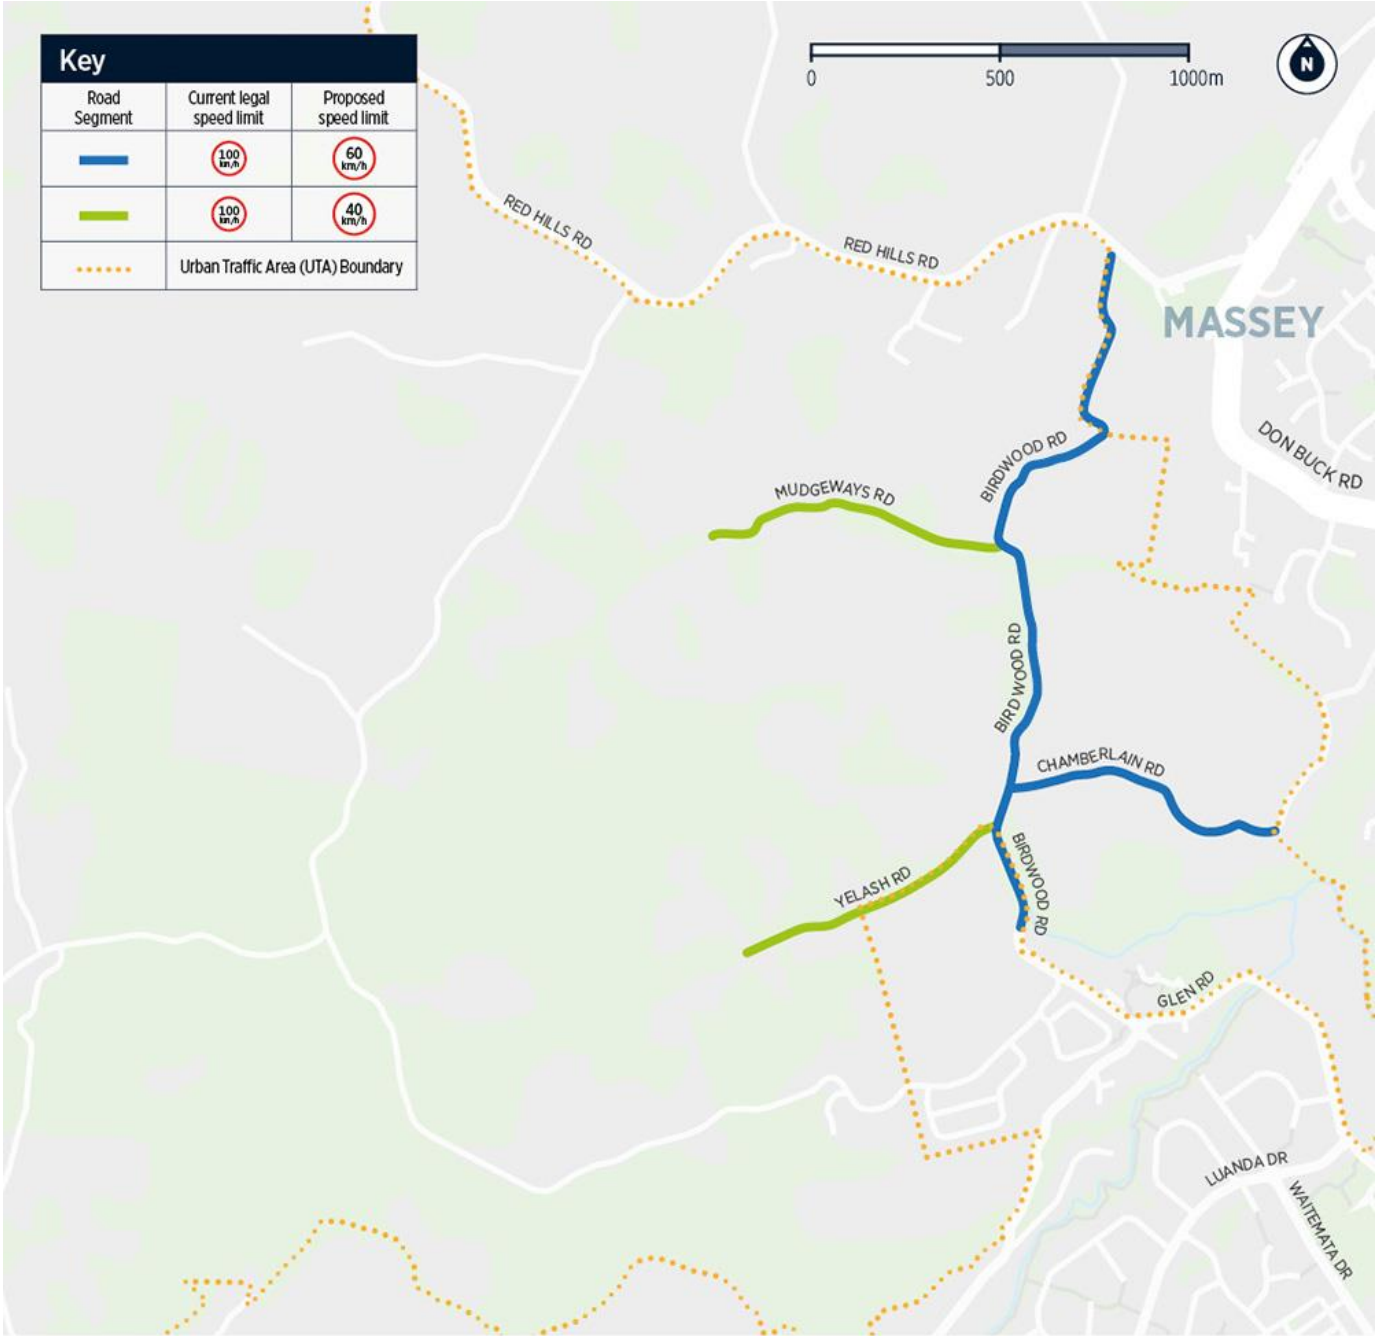 Key
Road
Segment
Current legal
speed limit
Proposed
speed limit
100
km/h
60
km/h
100
km/h
40
km/h
Urban Traffic Area (UTA) Boundary
0
500
1000m
N
RED HILLS RD
RED HILLS RD
MASSEY
DON BUCK RD
BIRDWOOD RD
MUDGEWAYS RD
BIRDWOOD RD
CHAMBERLAIN RD
BIRDWOOD RD
YELASH RD
GLEN RD
LUANDA DR
WAITEMATA DR